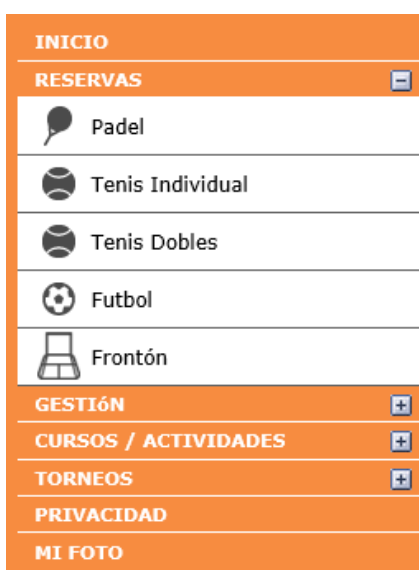 INICIO
RESERVAS
Padel
Tenis Individual
Tenis Dobles
Futbol
Frontón
GESTIóN
CURSOS / ACTIVIDADES
TORNEOS
PRIVACIDAD
MI FOTO